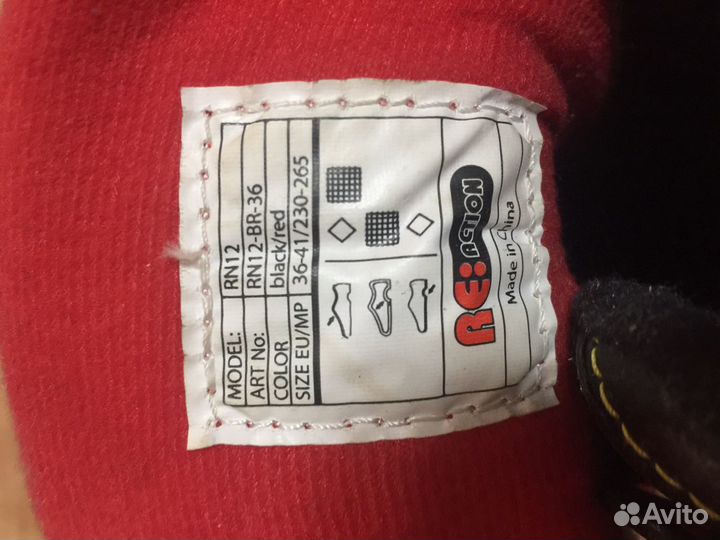 MODEL: RN12
ART No: RN12-BR-36
COLOR black/red
SIZE EU/MP 36-41/230-265
RE:ACTION
Made in China
Avito